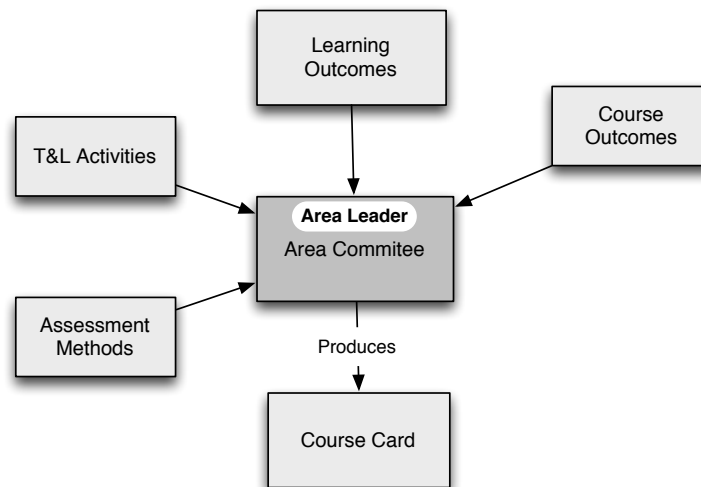 Learning
Outcomes
Course
Outcomes
T&L Activities
Area Leader
Area Commitee
Assessment
Methods
Produces
Course Card